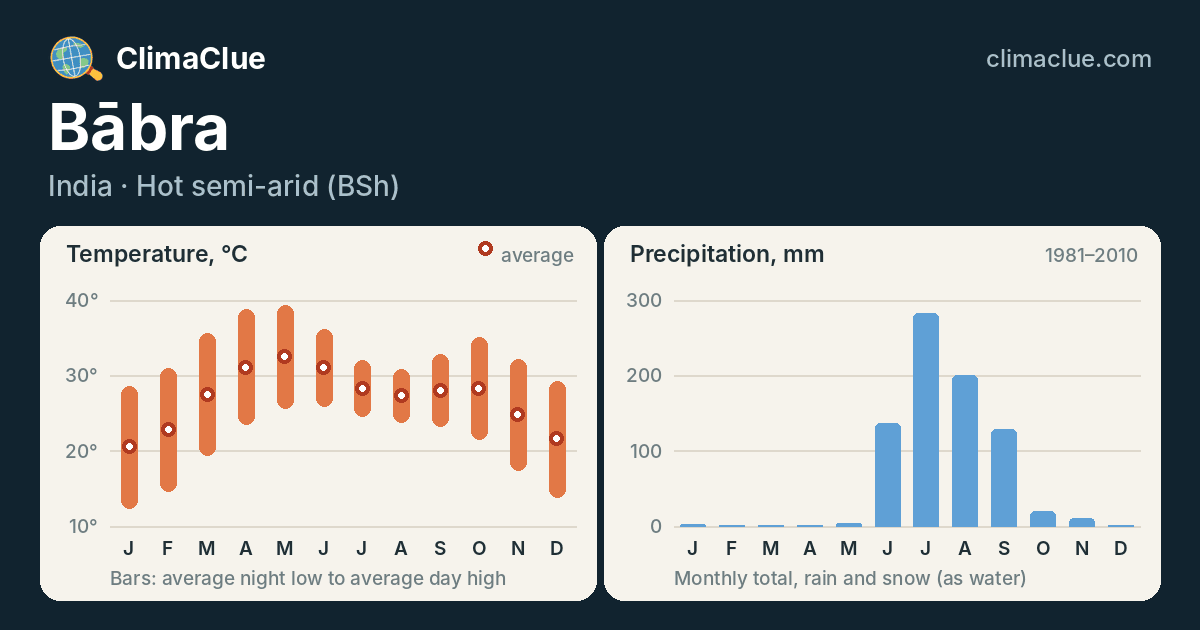 ClimaClue
climaclue.com
Bābra
India · Hot semi-arid (BSh)
Temperature, °C
average
40°
30°
20°
10°
J F M A M J J A S O N D
Bars: average night low to average day high
Precipitation, mm
1981–2010
300
200
100
0
J F M A M J J A S O N D
Monthly total, rain and snow (as water)